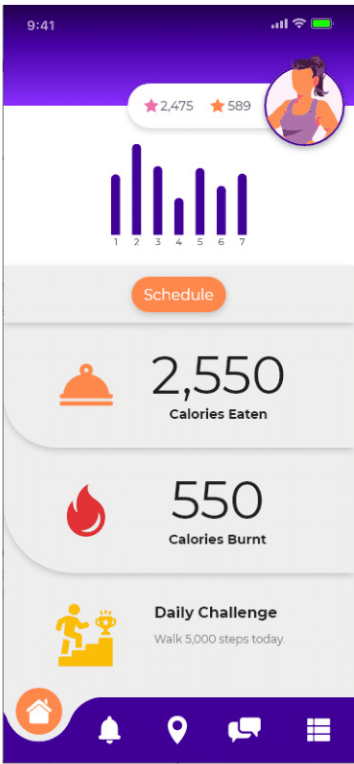 9:41
2,475 589
1 2 3 4 5 6 7
Schedule
2,550
Calories Eaten
550
Calories Burnt
Daily Challenge
Walk 5,000 steps today.